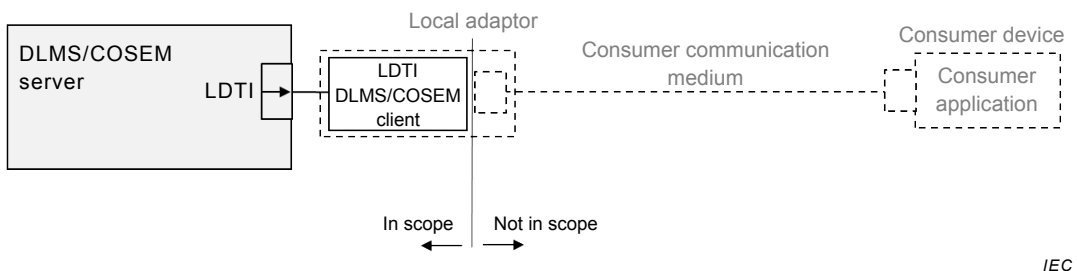 Local adaptor
DLMS/COSEM
server
LDTI
LDTI
DLMS/COSEM
client
Consumer communication
medium
Consumer device
Consumer
application
In scope
Not in scope
IEC